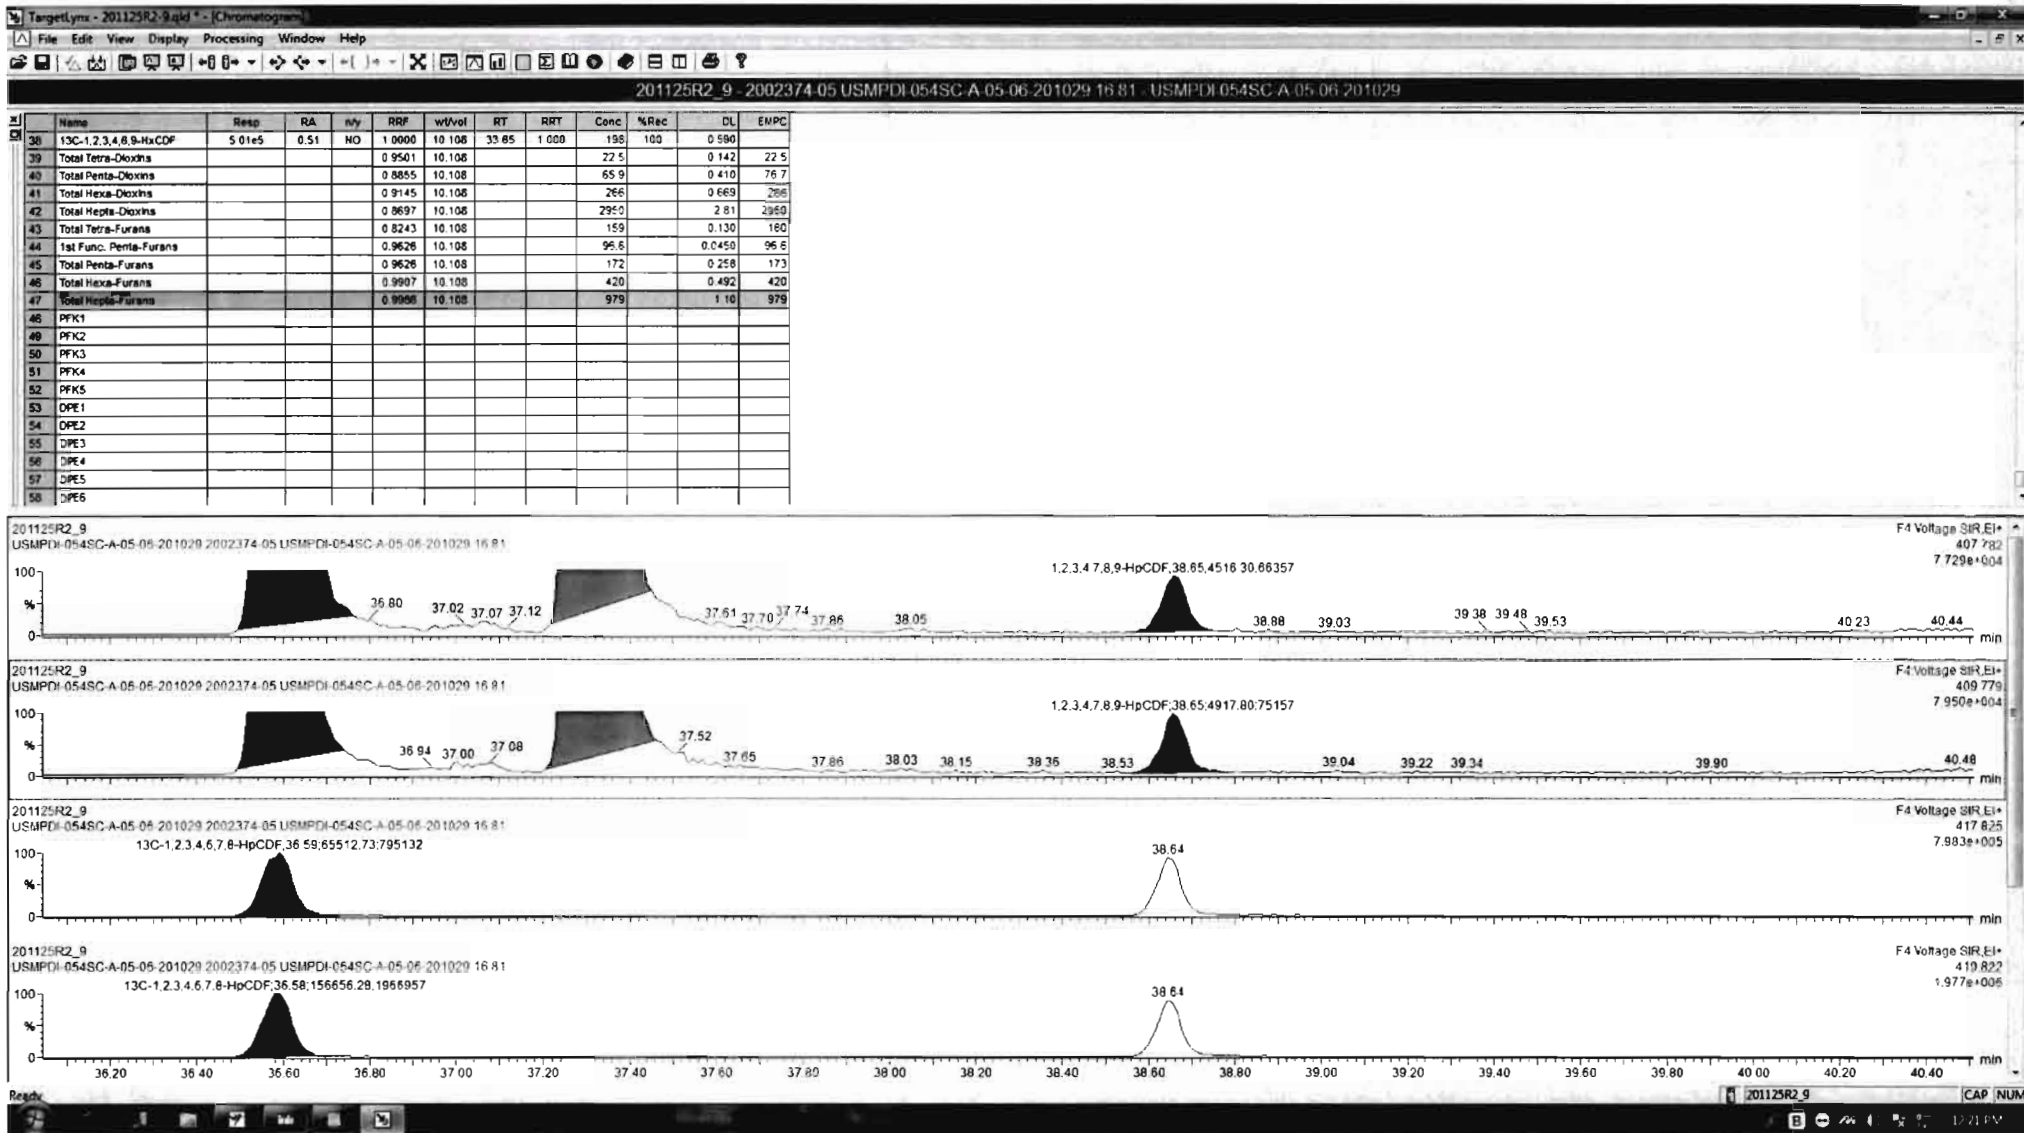 TargetLynx - 201125R2-9.qld * - [Chromatogram]
File Edit View Display Processing Window Help
201125R2_9 - 2002374-05 USMPDI-054SC-A-05-06-201029 16.81 - USMPDI-054SC-A-05-06-201029
Name Resp RA n/y RRF wt/vol RT RRT Conc %Rec DL EMPC
38 13C-1,2,3,4,6,9-HxCDF 5.01e5 0.51 NO 1.0000 10.108 33.65 1.000 198 100 0.590
39 Total Tetra-Dioxins 0.9501 10.108 22.5 0.142 22.5
40 Total Penta-Dioxins 0.8855 10.108 65.9 0.410 76.7
41 Total Hexa-Dioxins 0.9145 10.108 266 0.669 266
42 Total Hepta-Dioxins 0.8697 10.108 2950 2.81 2950
43 Total Tetra-Furans 0.8243 10.108 159 0.130 160
44 1st Func. Penta-Furans 0.9626 10.108 96.6 0.0450 96.6
45 Total Penta-Furans 0.9626 10.108 172 0.258 173
46 Total Hexa-Furans 0.9907 10.108 420 0.492 420
47 Total Hepta-Furans 10.108 979 1.10 979
48 PFK1
49 PFK2
50 PFK3
51 PFK4
52 PFK5
53 DPE1
54 DPE2
55 DPE3
56 DPE4
57 DPE5
58 DPE6
201125R2_9 F4:Voltage SIR,EI+
USMPDI-054SC-A-05-06-201029 2002374-05 USMPDI-054SC-A-05-06-201029 16.81 407.782
7.729e+004
1,2,3,4,7,8,9-HpCDF;38.65;4516.30;66357
100 % 0
36.80 37.02 37.07 37.12 37.61 37.70 37.74 37.86 38.05 38.88 39.03 39.38 39.48 39.53 40.23 40.44
min
201125R2_9 F4:Voltage SIR,EI+
USMPDI-054SC-A-05-06-201029 2002374-05 USMPDI-054SC-A-05-06-201029 16.81 409.779
7.950e+004
1,2,3,4,7,8,9-HpCDF;38.65;4917.80;75157
100 % 0
36.94 37.00 37.08 37.52 37.65 37.86 38.03 38.15 38.36 38.53 39.04 39.22 39.34 39.90 40.48
min
201125R2_9 F4:Voltage SIR,EI+
USMPDI-054SC-A-05-06-201029 2002374-05 USMPDI-054SC-A-05-06-201029 16.81 417.825
7.983e+005
13C-1,2,3,4,6,7,8-HpCDF;36.59;65512.73;795132
38.64
100 % 0
min
201125R2_9 F4:Voltage SIR,EI+
USMPDI-054SC-A-05-06-201029 2002374-05 USMPDI-054SC-A-05-06-201029 16.81 419.822
1.977e+006
13C-1,2,3,4,6,7,8-HpCDF;36.58;156656.28;1966957
38.64
100 % 0
min
36.20 36.40 36.60 36.80 37.00 37.20 37.40 37.60 37.80 38.00 38.20 38.40 38.60 38.80 39.00 39.20 39.40 39.60 39.80 40.00 40.20 40.40
Ready 201125R2_9 CAP NUM
12:21 PM